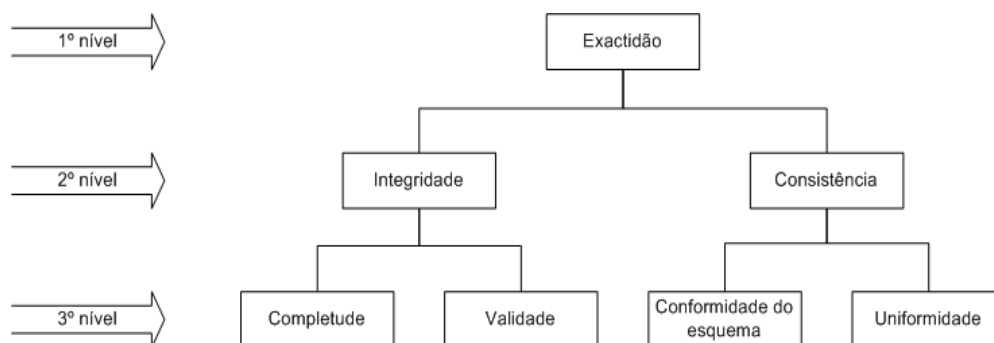 1º nível
Exactidão
2º nível
Integridade
Consistência
3º nível
Completude
Validade
Conformidade do
esquema
Uniformidade